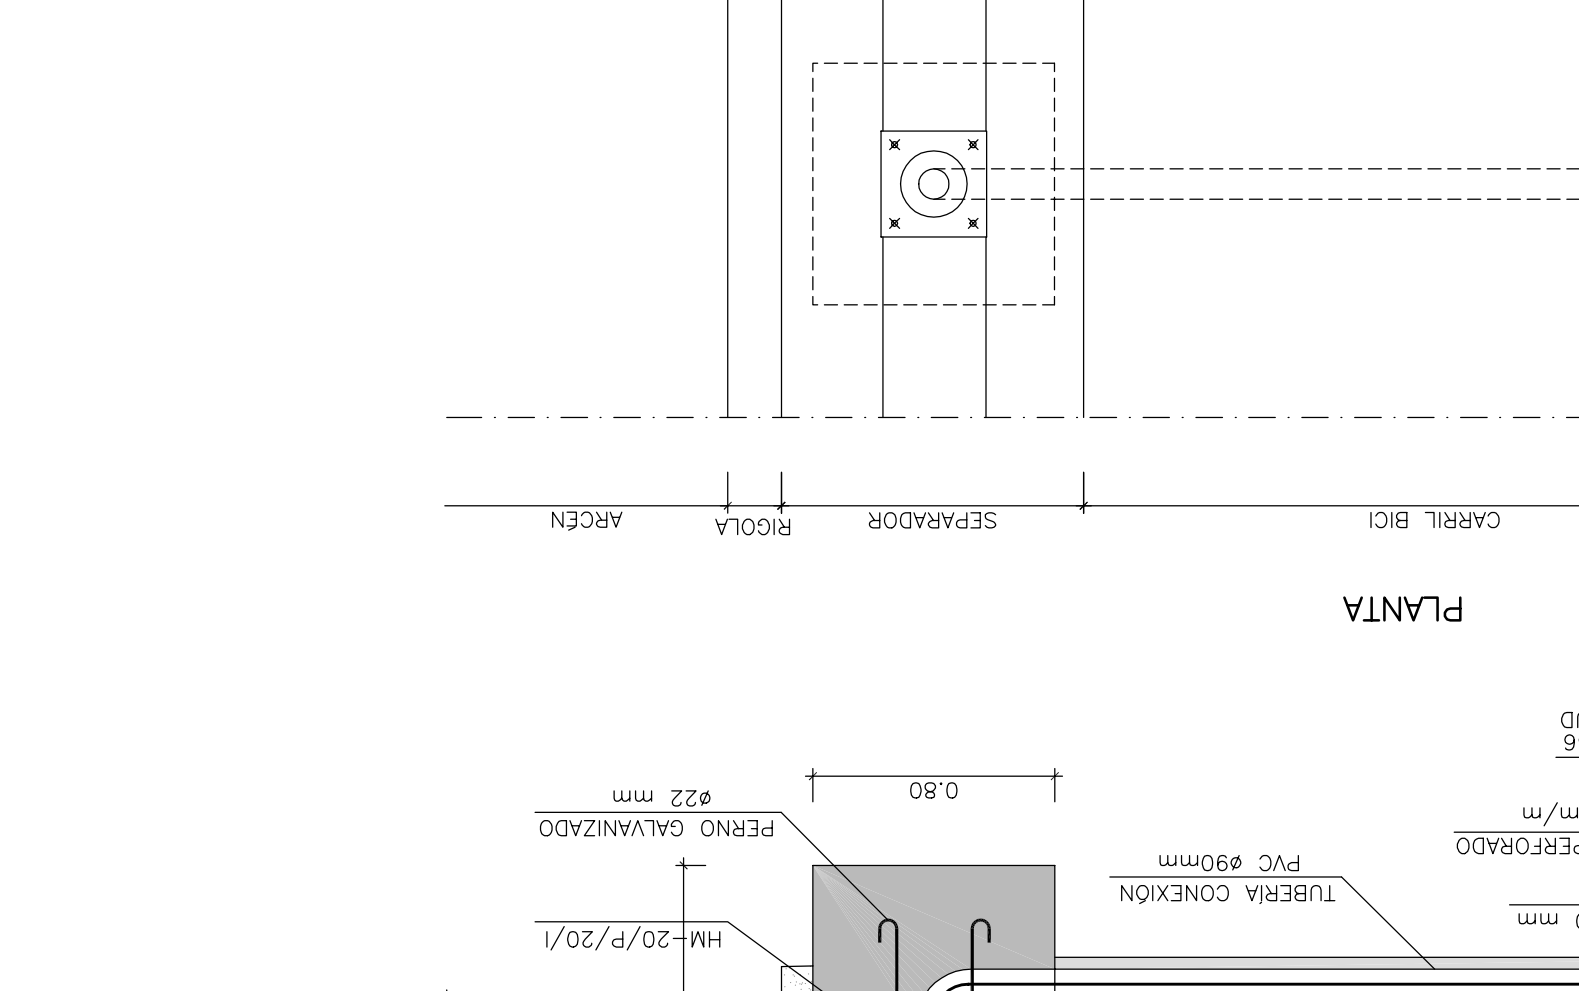 HM-20/P/20/I
mm
TUBERÍA CONEXIÓN
PVC ø90mm
PERFORADO
PERNO GALVANIZADO
ø22 mm
0.80
PLANTA
CARRIL BICI
SEPARADOR
RIGOLA
ARCÉN